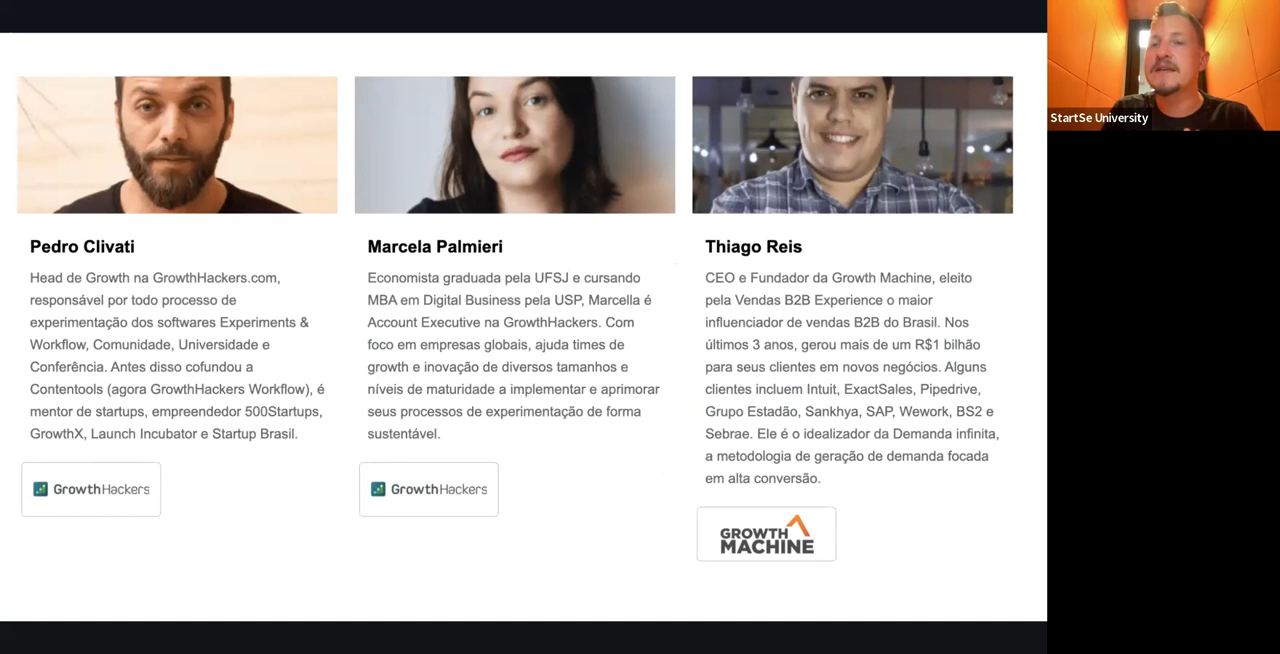 Pedro Clivati
Head de Growth na GrowthHackers.com,
responsável por todo processo de
experimentação dos softwares Experiments &
Workflow, Comunidade, Universidade e
Conferência. Antes disso cofundou a
Contentools (agora GrowthHackers Workflow), é
mentor de startups, empreendedor 500Startups,
GrowthX, Launch Incubator e Startup Brasil.
GrowthHackers
Marcela Palmieri
Economista graduada pela UFSJ e cursando
MBA em Digital Business pela USP, Marcella é
Account Executive na GrowthHackers. Com
foco em empresas globais, ajuda times de
growth e inovação de diversos tamanhos e
níveis de maturidade a implementar e aprimorar
seus processos de experimentação de forma
sustentável.
GrowthHackers
Thiago Reis
CEO e Fundador da Growth Machine, eleito
pela Vendas B2B Experience o maior
influenciador de vendas B2B do Brasil. Nos
últimos 3 anos, gerou mais de um R$1 bilhão
para seus clientes em novos negócios. Alguns
clientes incluem Intuit, ExactSales, Pipedrive,
Grupo Estadão, Sankhya, SAP, Wework, BS2 e
Sebrae. Ele é o idealizador da Demanda infinita,
a metodologia de geração de demanda focada
em alta conversão.
GROWTH
MACHINE
StartSe University